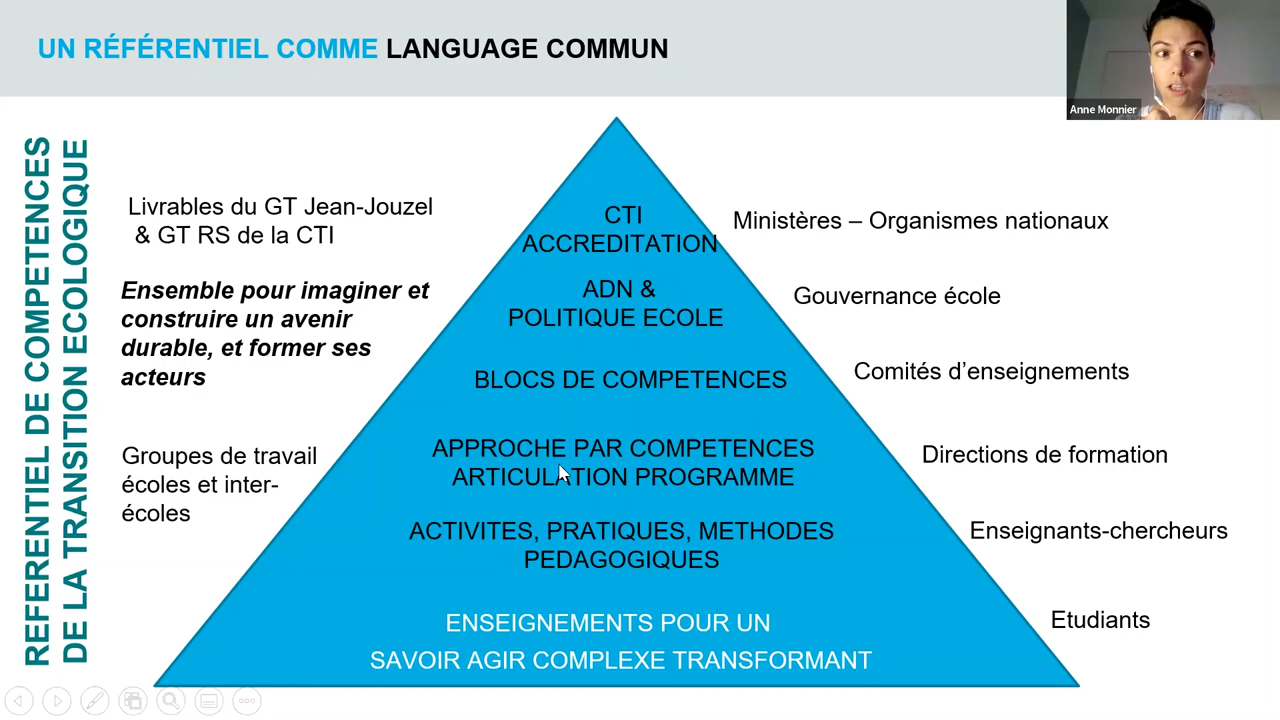 UN RÉFÉRENTIEL COMME LANGUAGE COMMUN
Anne Monnier
REFERENTIEL DE COMPETENCES
DE LA TRANSITION ECOLOGIQUE
Livrables du GT Jean-Jouzel
& GT RS de la CTI
Ensemble pour imaginer et
construire un avenir
durable, et former ses
acteurs
Groupes de travail
écoles et inter-
écoles
CTI
ACCREDITATION
ADN &
POLITIQUE ECOLE
BLOCS DE COMPETENCES
APPROCHE PAR COMPETENCES
ARTICULATION PROGRAMME
ACTIVITES, PRATIQUES, METHODES
PEDAGOGIQUES
ENSEIGNEMENTS POUR UN
SAVOIR AGIR COMPLEXE TRANSFORMANT
Ministères – Organismes nationaux
Gouvernance école
Comités d'enseignements
Directions de formation
Enseignants-chercheurs
Etudiants